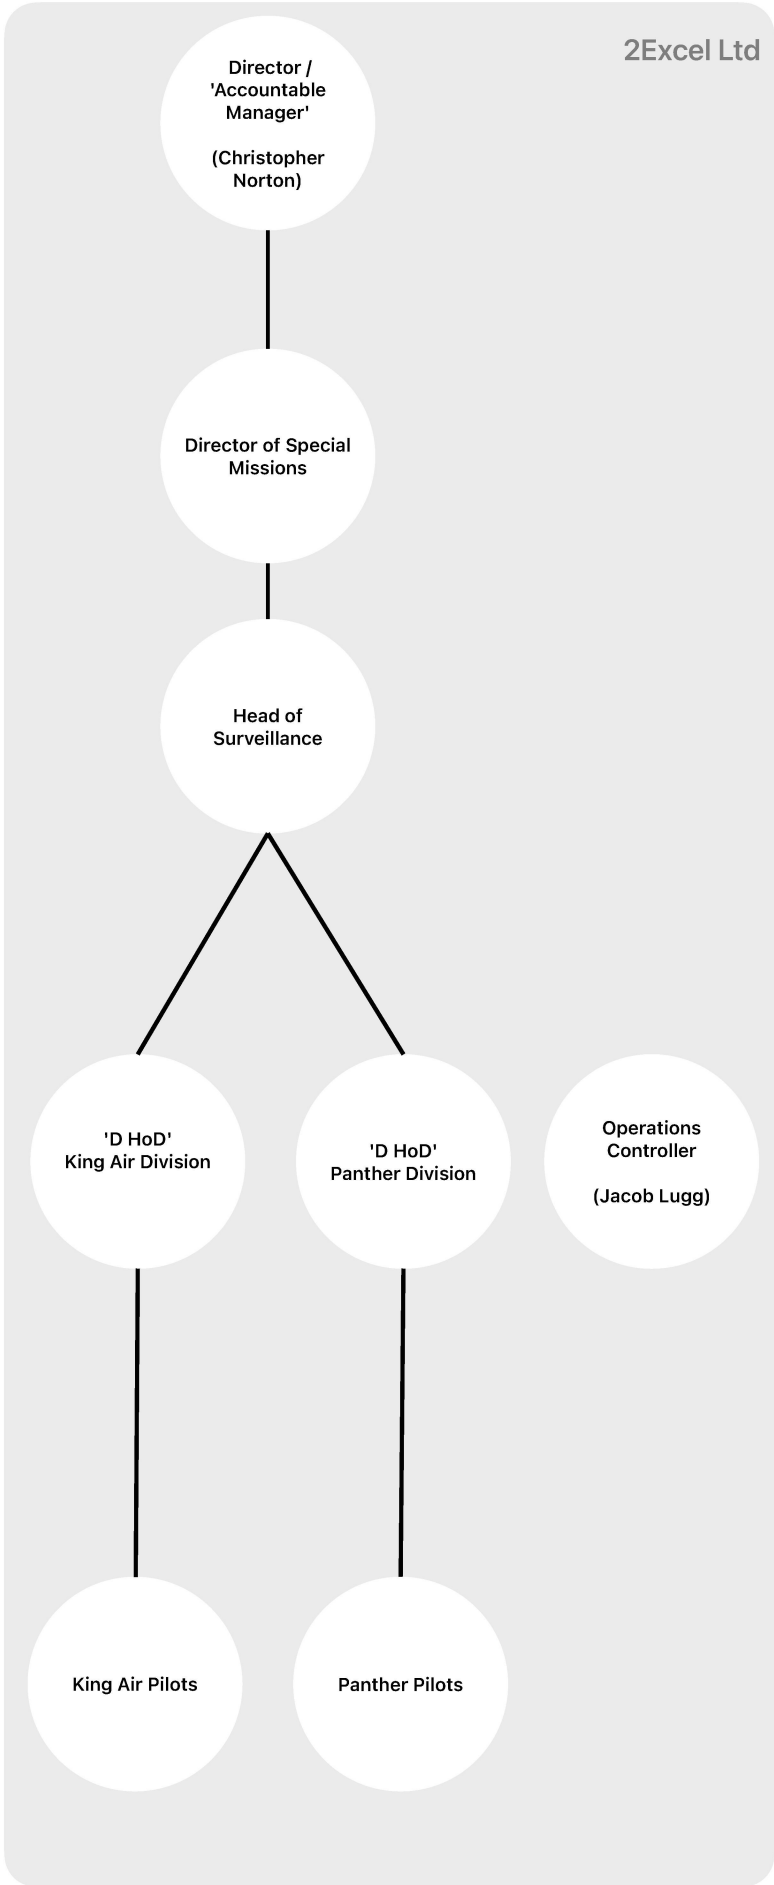 2Excel Ltd
Director /
'Accountable
Manager'
(Christopher
Norton)
Director of Special
Missions
Head of
Surveillance
'D HoD'
King Air Division
'D HoD'
Panther Division
Operations
Controller
(Jacob Lugg)
King Air Pilots
Panther Pilots